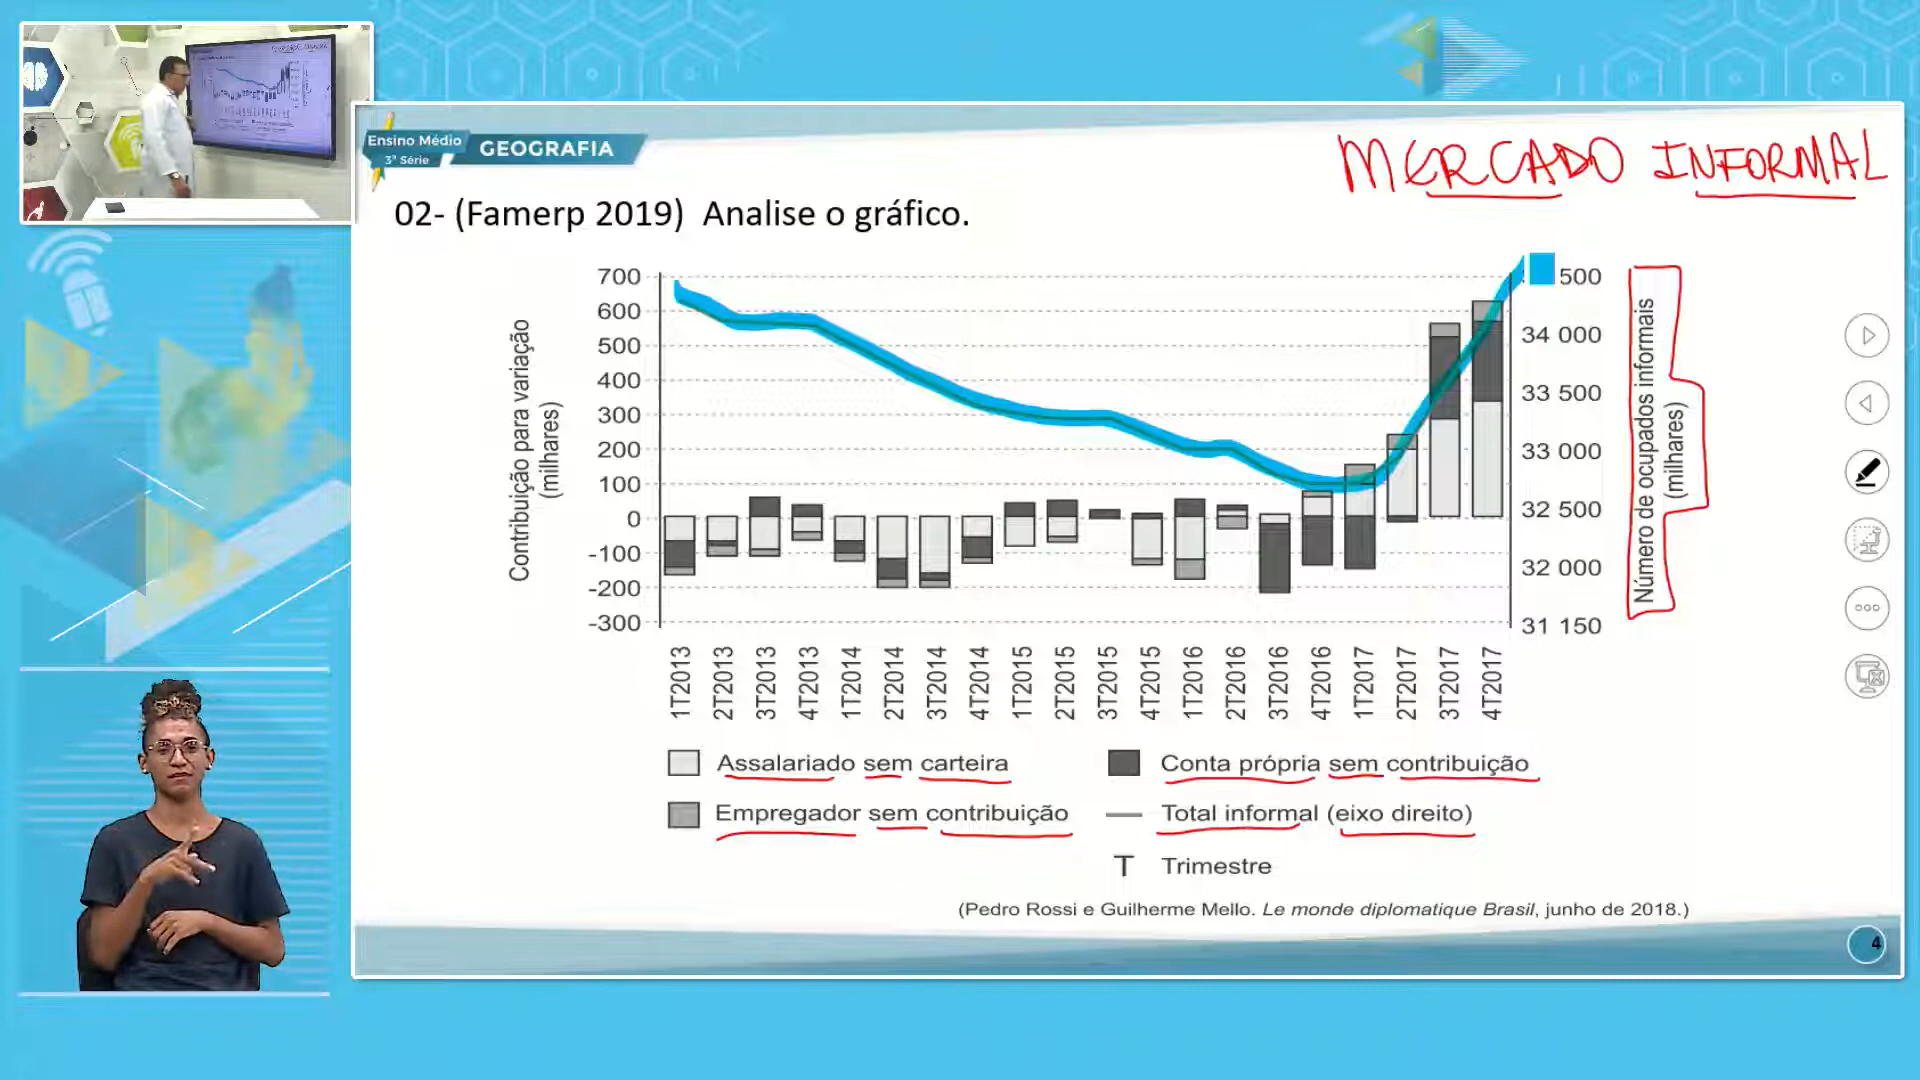 Ensino Médio
3ª Série
GEOGRAFIA
MERCADO INFORMAL
02- (Famerp 2019) Analise o gráfico.
Contribuição para variação
(milhares)
700
600
500
400
300
200
100
0
-100
-200
-300
500
34 000
33 500
33 000
32 500
32 000
31 150
Número de ocupados informais
(milhares)
1T2013
2T2013
3T2013
4T2013
1T2014
2T2014
3T2014
4T2014
1T2015
2T2015
3T2015
4T2015
1T2016
2T2016
3T2016
4T2016
1T2017
2T2017
3T2017
4T2017
Assalariado sem carteira
Conta própria sem contribuição
Empregador sem contribuição
Total informal (eixo direito)
T Trimestre
(Pedro Rossi e Guilherme Mello. Le monde diplomatique Brasil, junho de 2018.)
4